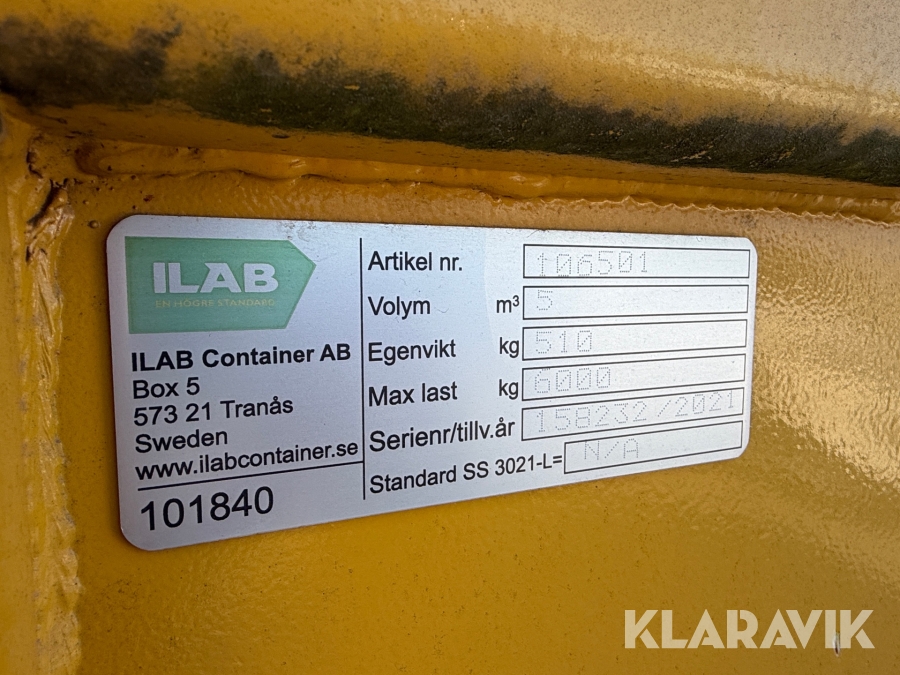 ILAB
EN HÖGRE STANDARD
ILAB Container AB
Box 5
573 21 Tranås
Sweden
www.ilabcontainer.se
101840
Artikel nr. 106501
Volym m³ 5
Egenvikt kg 510
Max last kg 6000
Serienr/tillv.år 158232/2021
Standard SS 3021-L= N/A
KLARAVIK